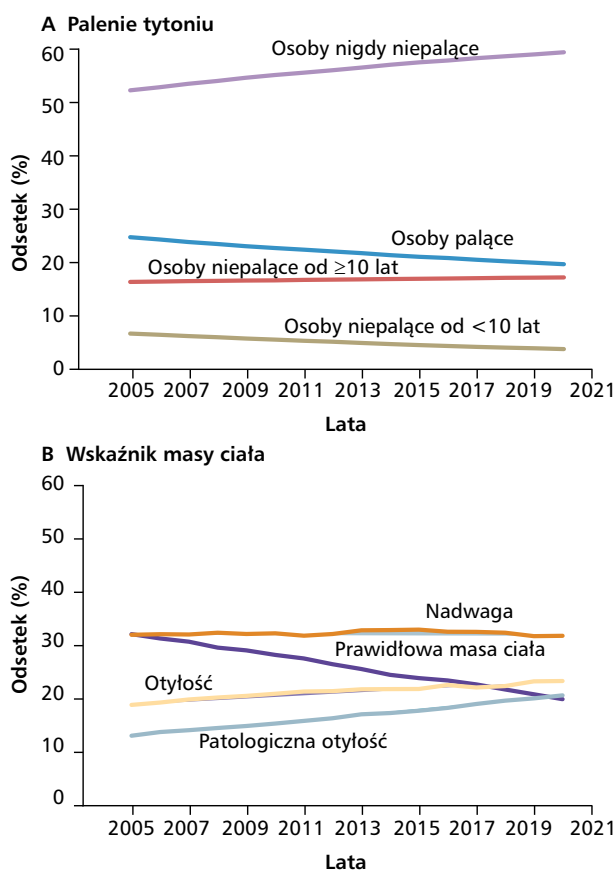 A Palenie tytoniu
Osoby nigdy niepalące
60
50
40
30
20
10
0
Odsetek (%)
Osoby palące
Osoby niepalące od ≥10 lat
Osoby niepalące od <10 lat
2005 2007 2009 2011 2013 2015 2017 2019 2021
Lata
B Wskaźnik masy ciała
60
50
40
30
20
10
0
Odsetek (%)
Nadwaga
Prawidłowa masa ciała
Otyłość
Patologiczna otyłość
2005 2007 2009 2011 2013 2015 2017 2019 2021
Lata